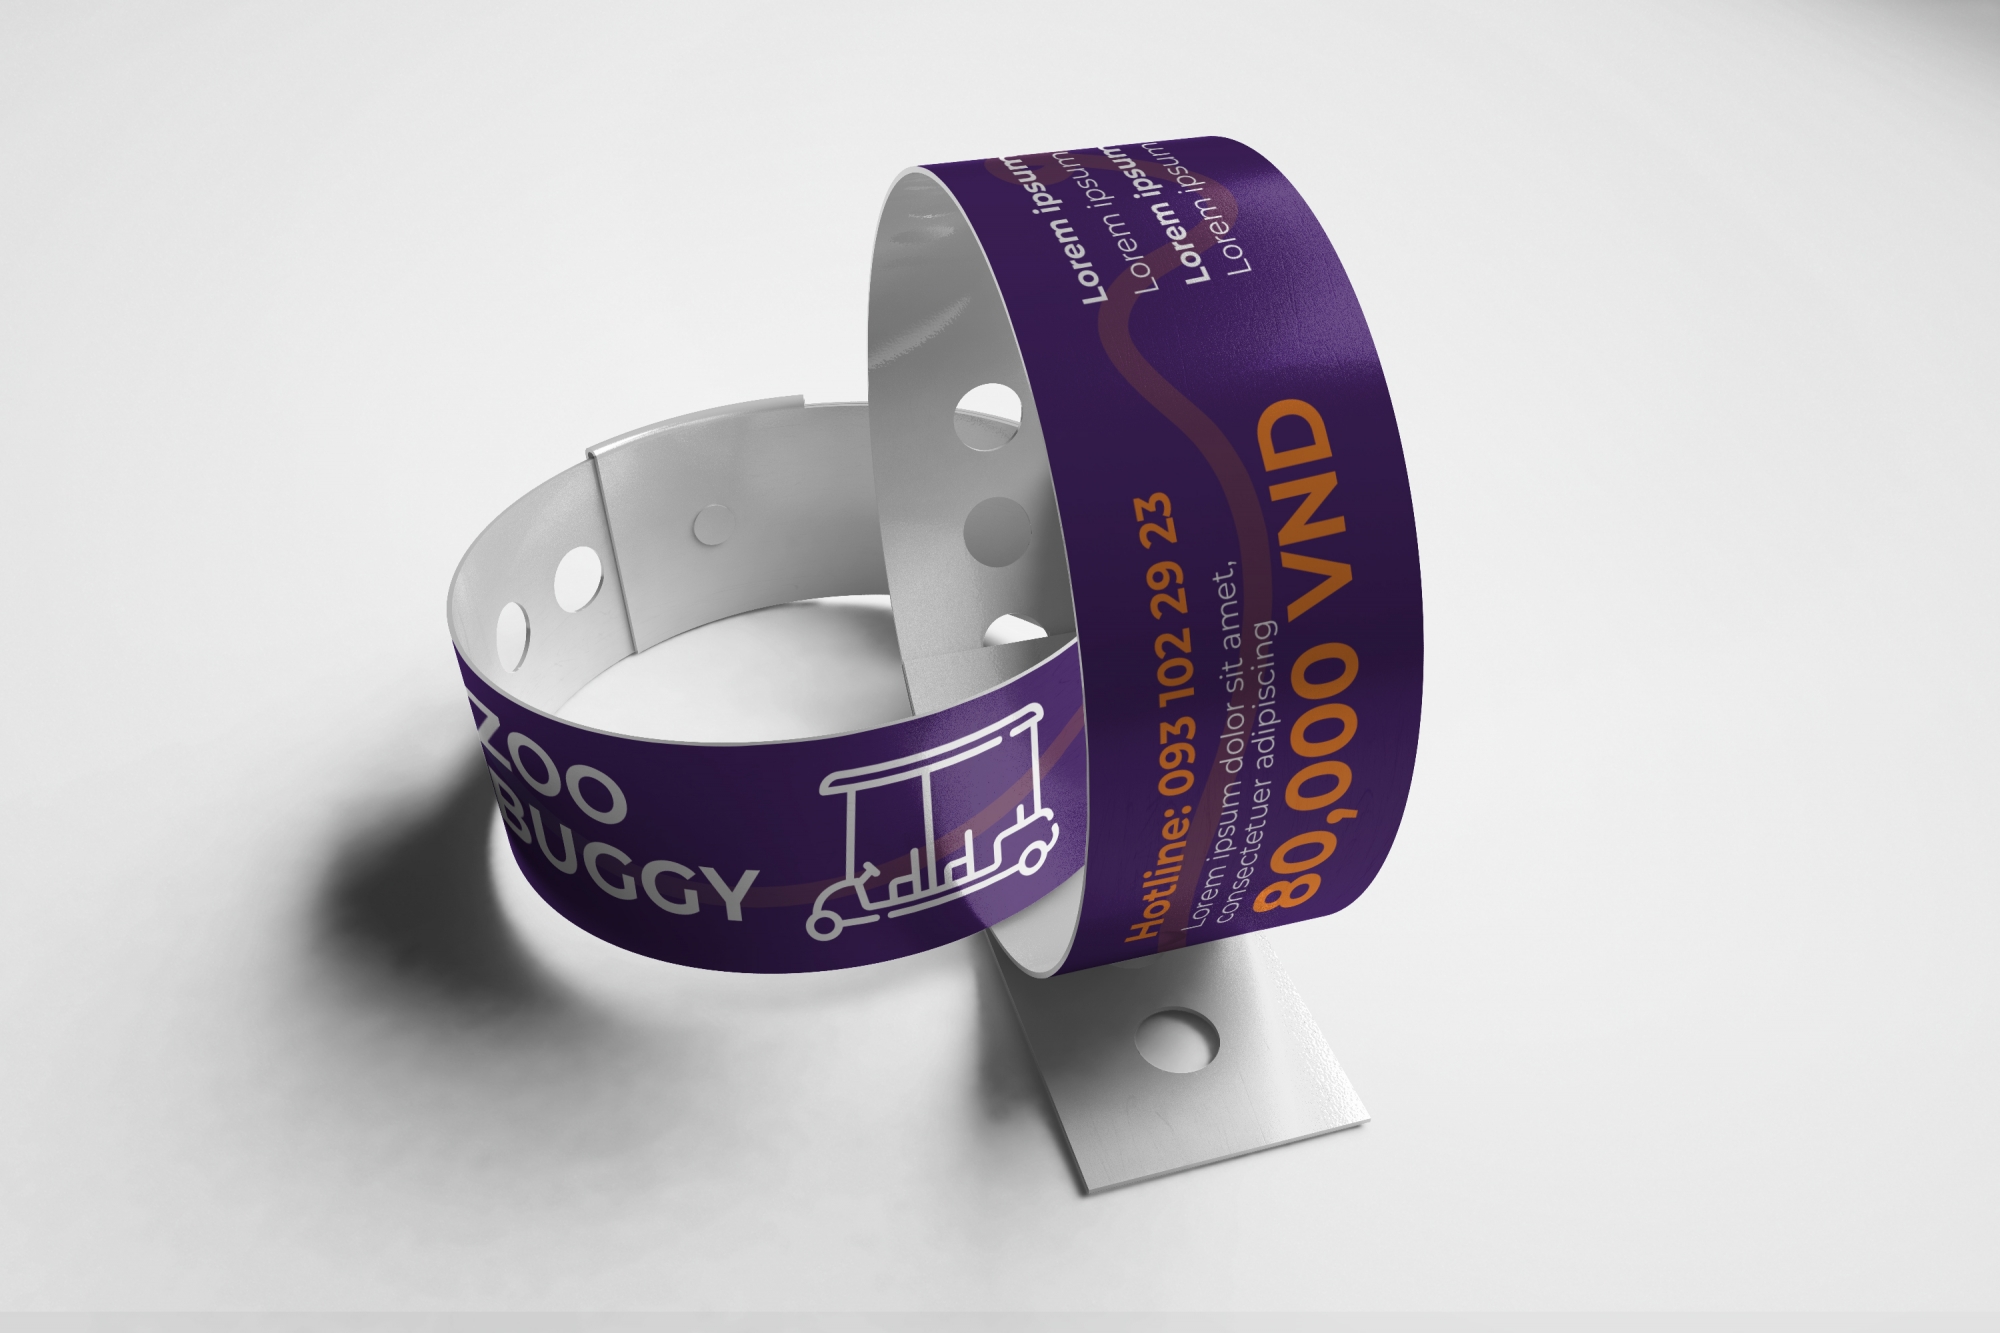 ZOO
BUGGY
Lorem ipsum
Lorem ipsum
Lorem ipsum
Lorem ipsum
Hotline: 093 102 29 23
Lorem ipsum dolor sit amet,
consectetuer adipiscing
80,000 VND